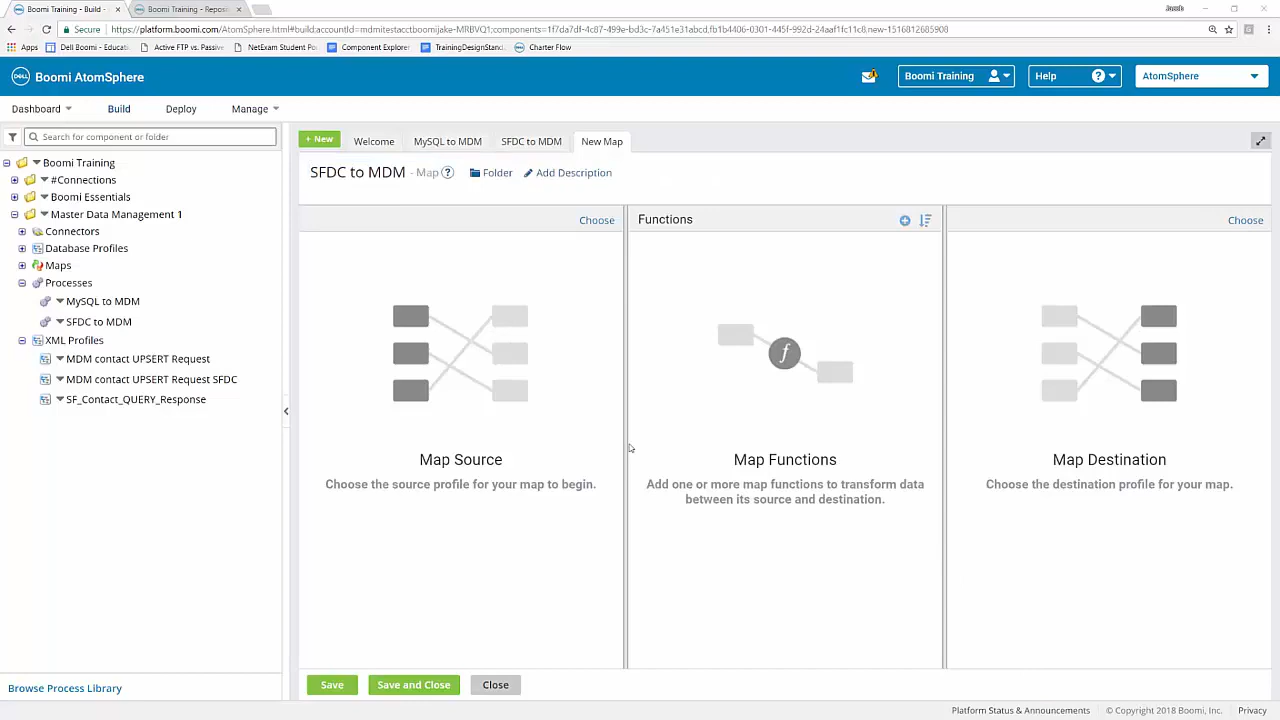 Boomi Training - Build - ×
Boomi Training - Reposi ×
Jessik
Secure https://platform.boomi.com/AtomSphere.html#build;accountId=mdmitestacctboomijake-MRBVQ1;components=1f7da7df-4c87-499e-bd3c-7a451e31abcd,fb1b4406-0301-445f-992d-24aaf1fc11c8,new-1516812685908
Apps Dell Boomi - Educati Active FTP vs. Passiv NetExam Student Po Component Explorer TrainingDesignStand Charter Flow
DELL Boomi AtomSphere
Boomi Training
Help ?
AtomSphere
Dashboard Build Deploy Manage
Search for component or folder
Boomi Training
#Connections
Boomi Essentials
Master Data Management 1
Connectors
Database Profiles
Maps
Processes
MySQL to MDM
SFDC to MDM
XML Profiles
MDM contact UPSERT Request
MDM contact UPSERT Request SFDC
SF_Contact_QUERY_Response
Browse Process Library
+ New Welcome MySQL to MDM SFDC to MDM New Map
SFDC to MDM - Map ? Folder Add Description
Choose
Functions
Choose
f
Map Source
Choose the source profile for your map to begin.
Map Functions
Add one or more map functions to transform data
between its source and destination.
Map Destination
Choose the destination profile for your map.
Save Save and Close Close
Platform Status & Announcements © Copyright 2018 Boomi, Inc. Privacy